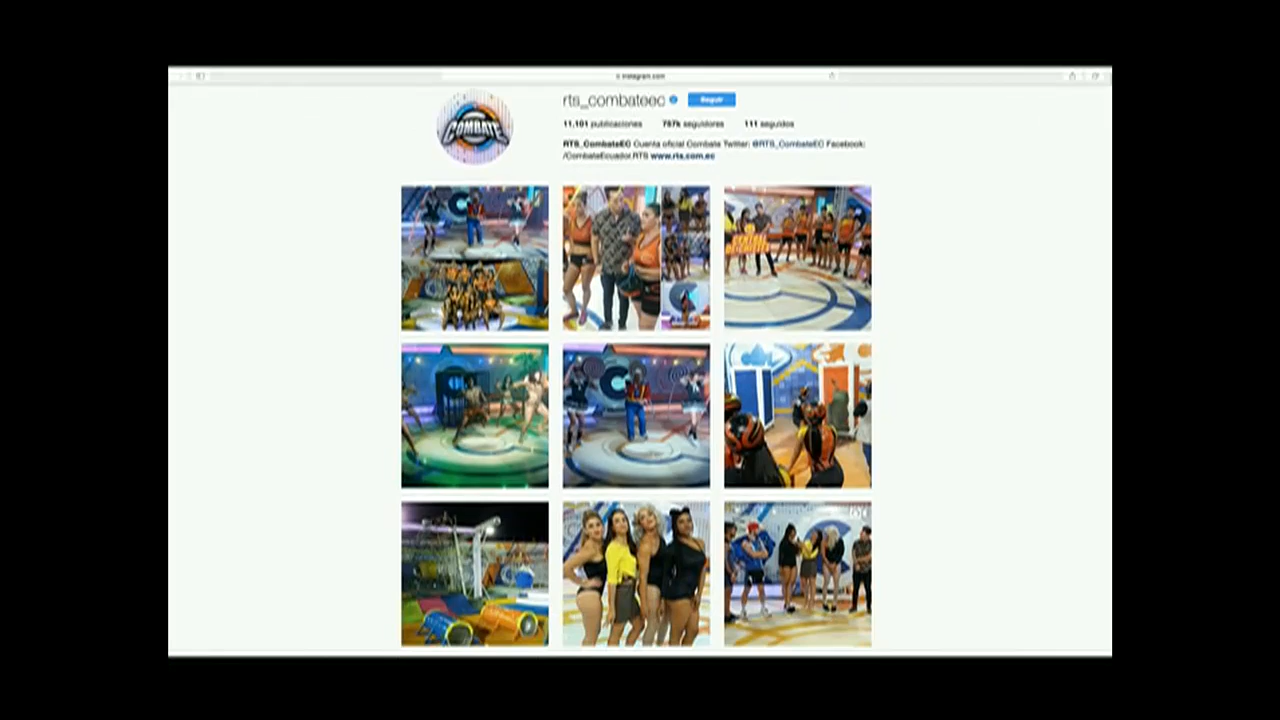 instagram.com
COMBATE
rts_combateec Seguir
11,101 publicaciones 787k seguidores 111 seguidos
RTS_CombateEC Cuenta oficial Combate Twitter: @RTS_CombateEC Facebook:
/CombateEcuador.RTS www.rts.com.ec